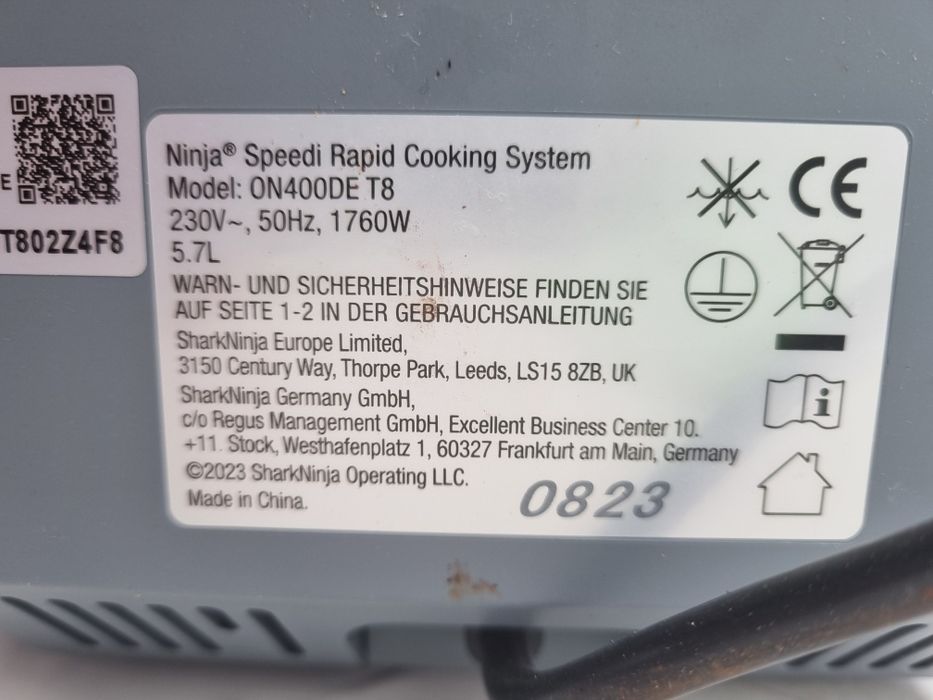 E
T802Z4F8
Ninja® Speedi Rapid Cooking System
Model: ON400DE T8
230V~, 50Hz, 1760W
5.7L
WARN- UND SICHERHEITSHINWEISE FINDEN SIE
AUF SEITE 1-2 IN DER GEBRAUCHSANLEITUNG
SharkNinja Europe Limited,
3150 Century Way, Thorpe Park, Leeds, LS15 8ZB, UK
SharkNinja Germany GmbH,
c/o Regus Management GmbH, Excellent Business Center 10.
+11. Stock, Westhafenplatz 1, 60327 Frankfurt am Main, Germany
©2023 SharkNinja Operating LLC.
Made in China.
0823
CE
i